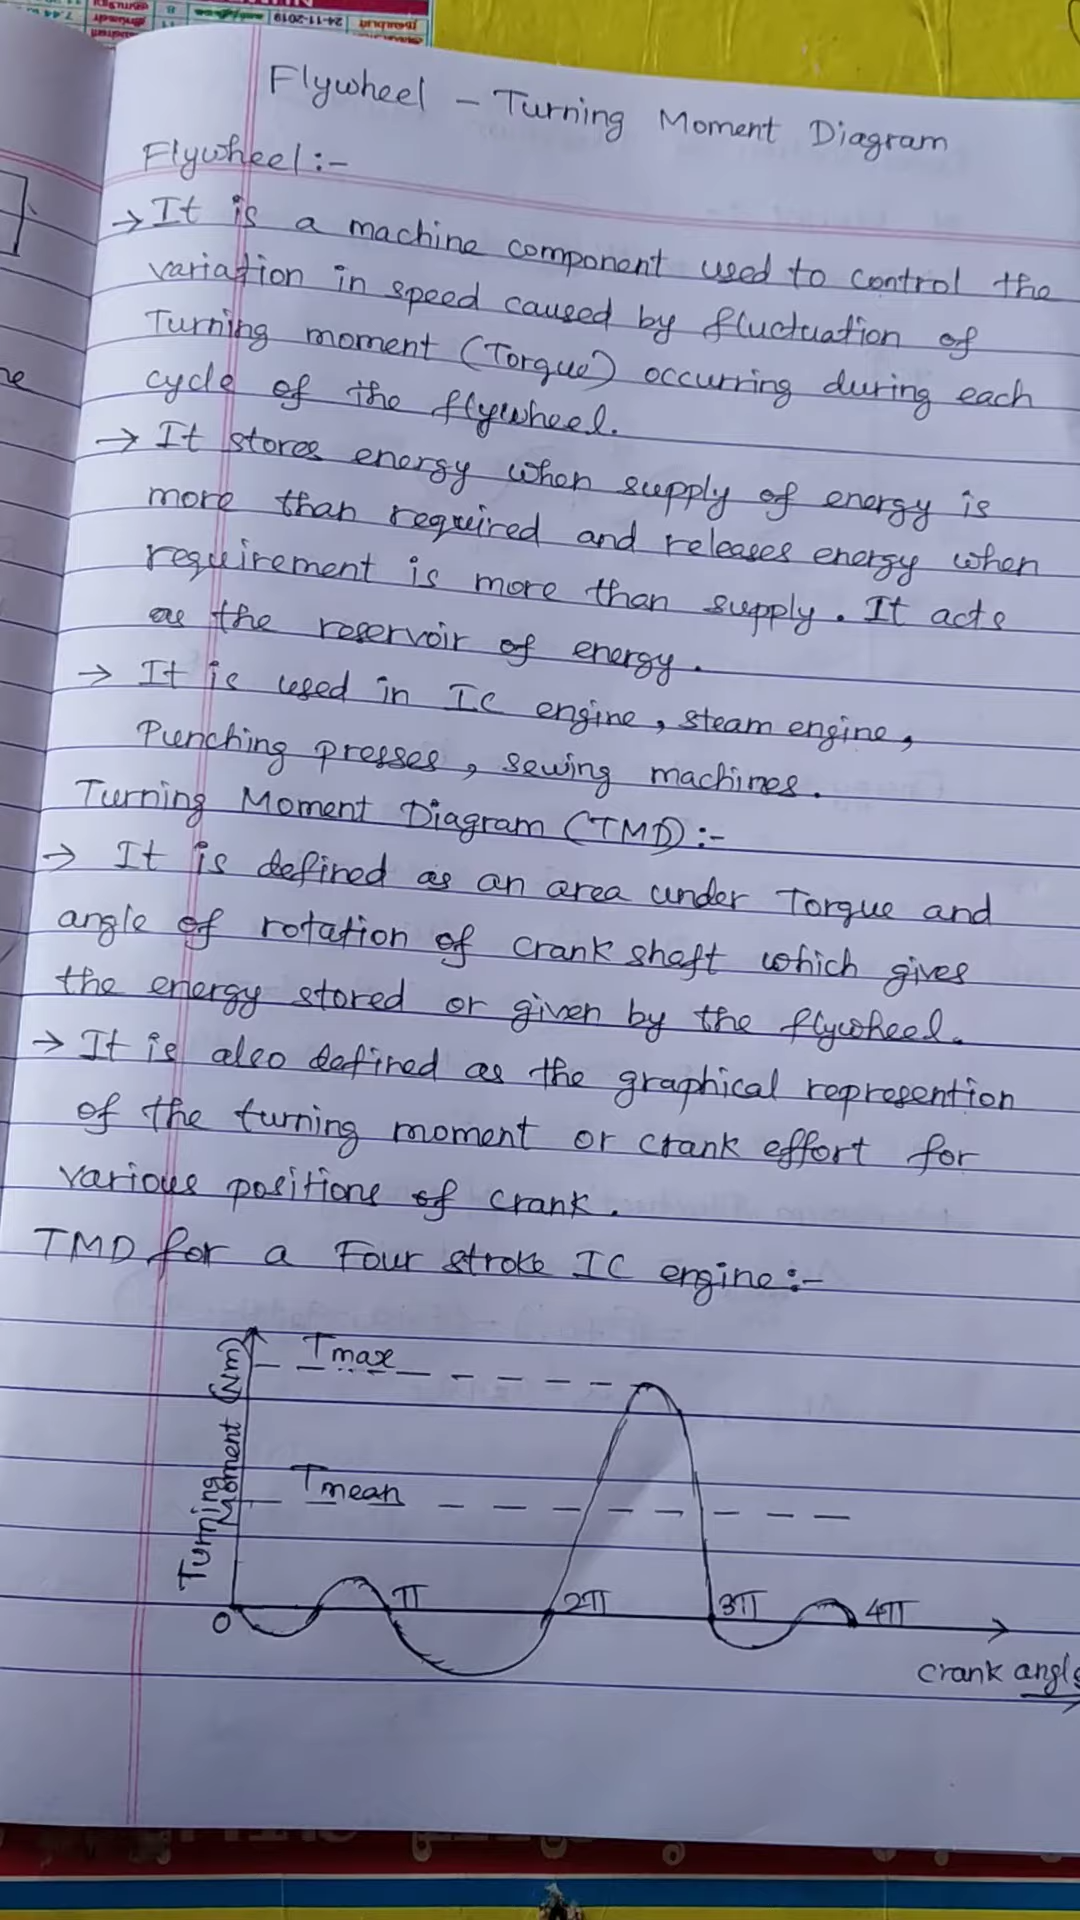 24-11-2019
Flywheel - Turning Moment Diagram
Flywheel :-
→ It is a machine component used to control the
variation in speed caused by fluctuation of
Turning moment (Torque) occurring during each
cycle of the flywheel.
→ It stores energy when supply of energy is
more than required and releases energy when
requirement is more than supply. It acts
as the reservoir of energy.
→ It is used in IC engine, steam engine,
Punching presses, sewing machines.
Turning Moment Diagram (TMD) :-
→ It is defined as an area under Torque and
angle of rotation of crank shaft which gives
the energy stored or given by the flywheel.
→ It is also defined as the graphical represention
of the turning moment or crank effort for
various positions of crank.
TMD for a Four stroke IC engine :-
Turning Moment (Nm)
Tmax
Tmean
0 π 2π 3π 4π
crank angle